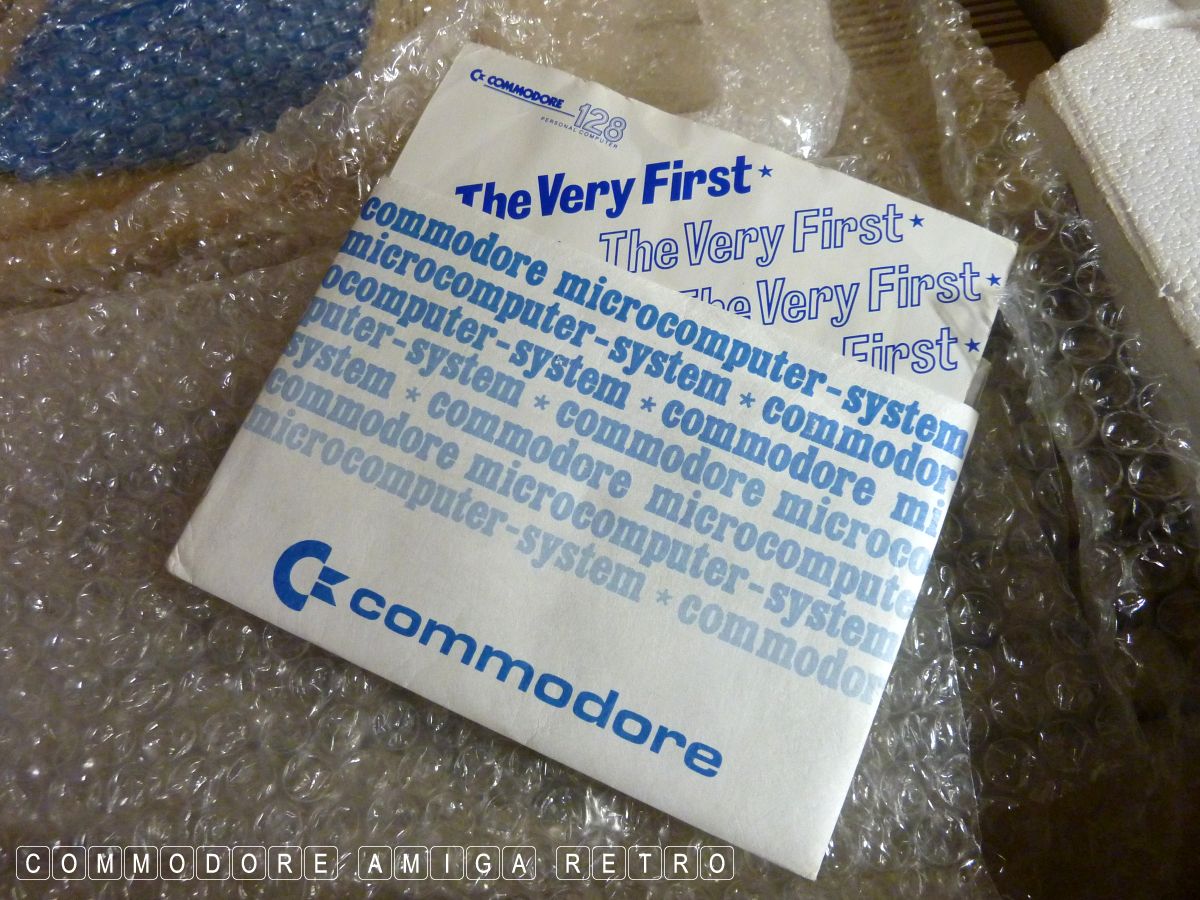 COMMODORE
128
PERSONAL COMPUTER
The Very First*
The Very First*
The Very First*
First*
commodore microcomputer-system
microcomputer-system * commodor
ocomputer-system * commodore mi
puter-system * commodore microco
system * commodore microcompute
commodore microcomputer-system
microcomputer-system * commodor
commodore
COMMODORE AMIGA RETRO